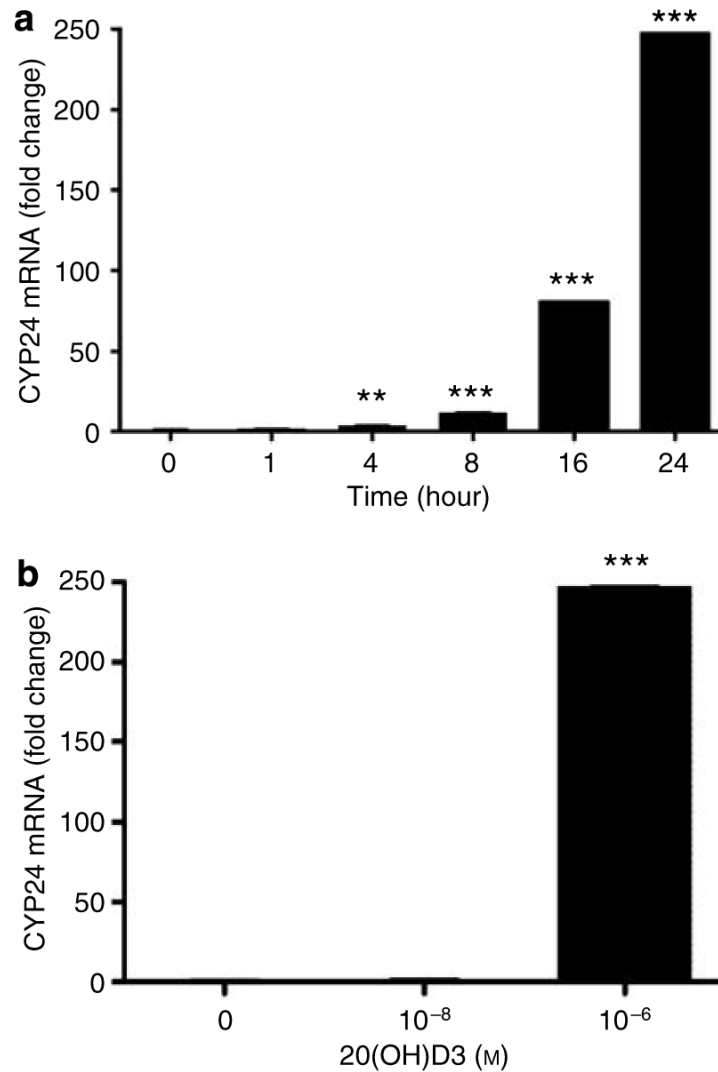 a
CYP24 mRNA (fold change)
250
200
150
100
50
0
** *** *** ***
0 1 4 8 16 24
Time (hour)
b
CYP24 mRNA (fold change)
250
200
150
100
50
0
***
0 10⁻⁸ 10⁻⁶
20(OH)D3 (M)